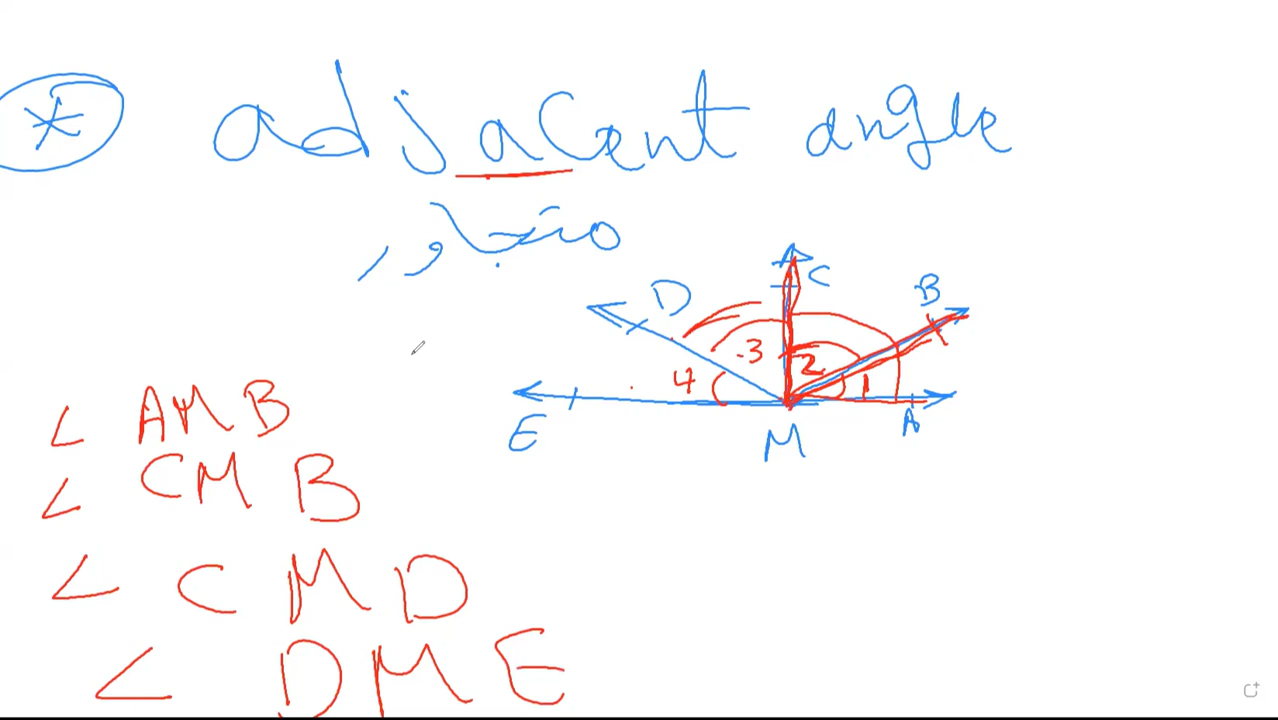 * adjacent angle
متجاور
C
D
B
3
2
4
1
E
M
A
< AMB
< CMB
< CMD
< DME